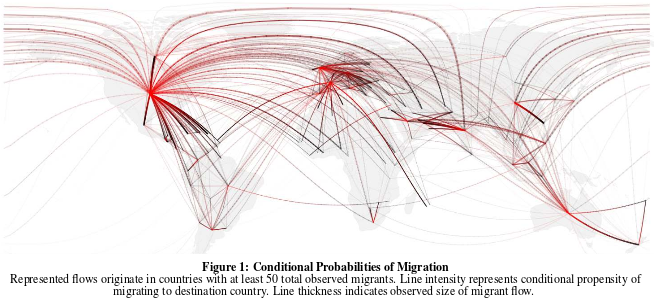 Figure 1: Conditional Probabilities of Migration
Represented flows originate in countries with at least 50 total observed migrants. Line intensity represents conditional propensity of
migrating to destination country. Line thickness indicates observed size of migrant flow.